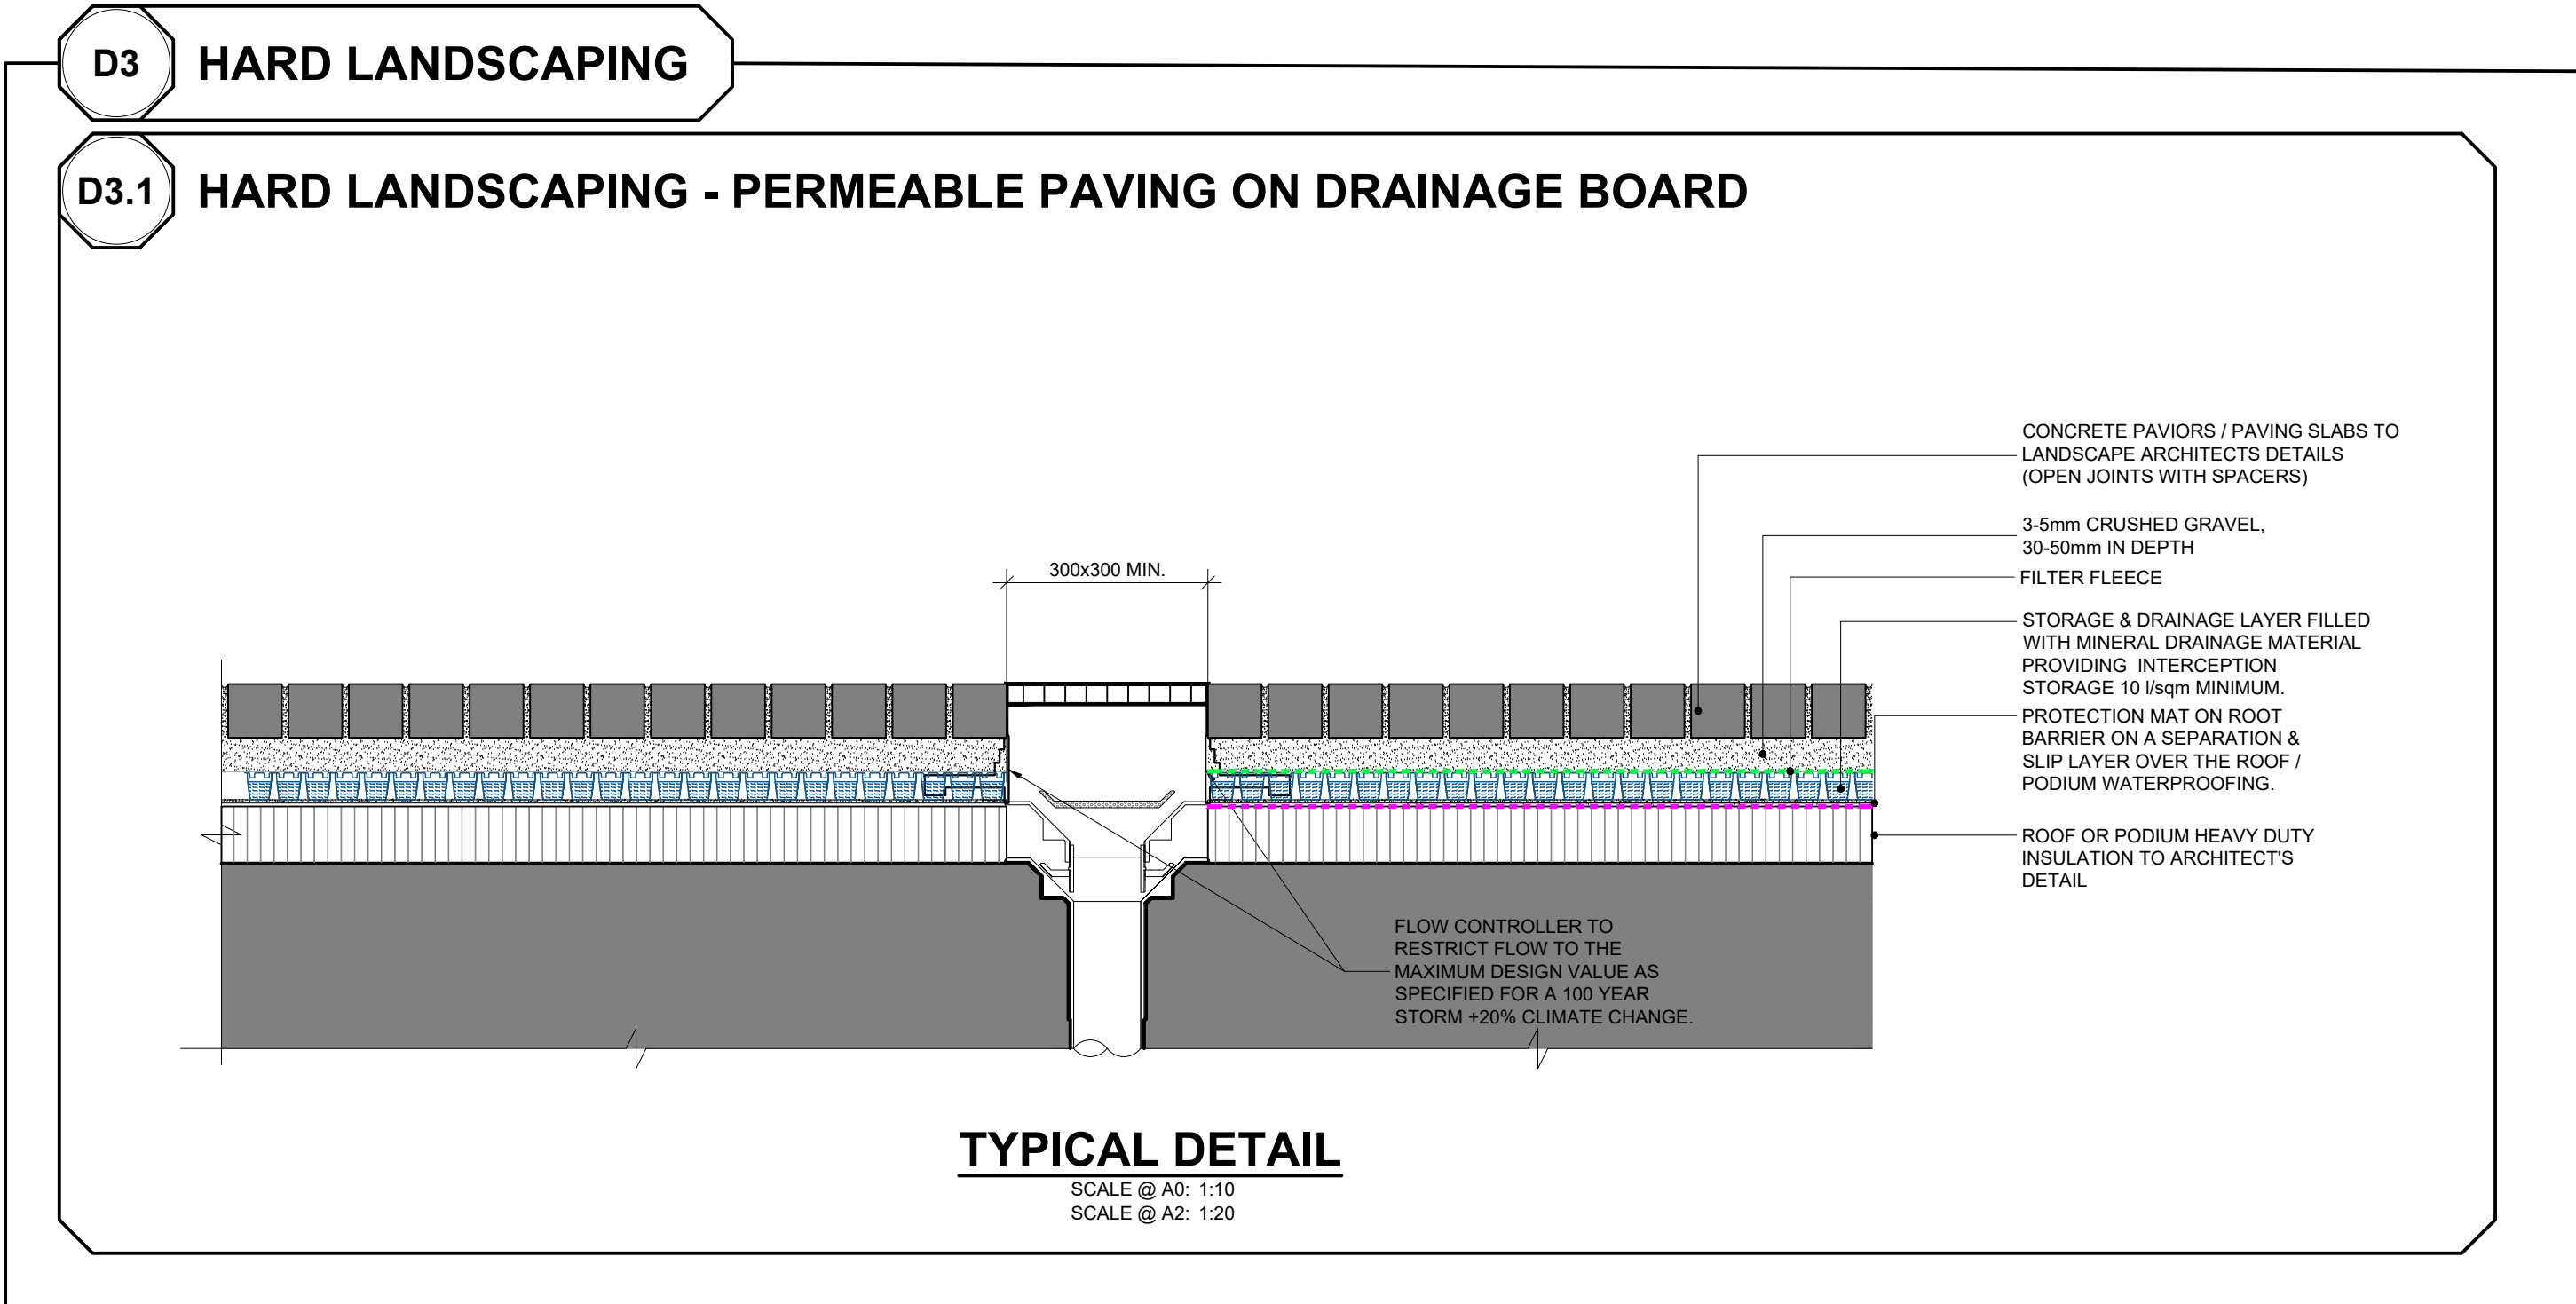 D3
HARD LANDSCAPING
D3.1
HARD LANDSCAPING - PERMEABLE PAVING ON DRAINAGE BOARD
CONCRETE PAVIORS / PAVING SLABS TO
LANDSCAPE ARCHITECTS DETAILS
(OPEN JOINTS WITH SPACERS)
3-5mm CRUSHED GRAVEL,
30-50mm IN DEPTH
300x300 MIN.
FILTER FLEECE
STORAGE & DRAINAGE LAYER FILLED
WITH MINERAL DRAINAGE MATERIAL
PROVIDING INTERCEPTION
STORAGE 10 l/sqm MINIMUM.
PROTECTION MAT ON ROOT
BARRIER ON A SEPARATION &
SLIP LAYER OVER THE ROOF /
PODIUM WATERPROOFING.
ROOF OR PODIUM HEAVY DUTY
INSULATION TO ARCHITECT'S
DETAIL
FLOW CONTROLLER TO
RESTRICT FLOW TO THE
MAXIMUM DESIGN VALUE AS
SPECIFIED FOR A 100 YEAR
STORM +20% CLIMATE CHANGE.
TYPICAL DETAIL
SCALE @ A0: 1:10
SCALE @ A2: 1:20